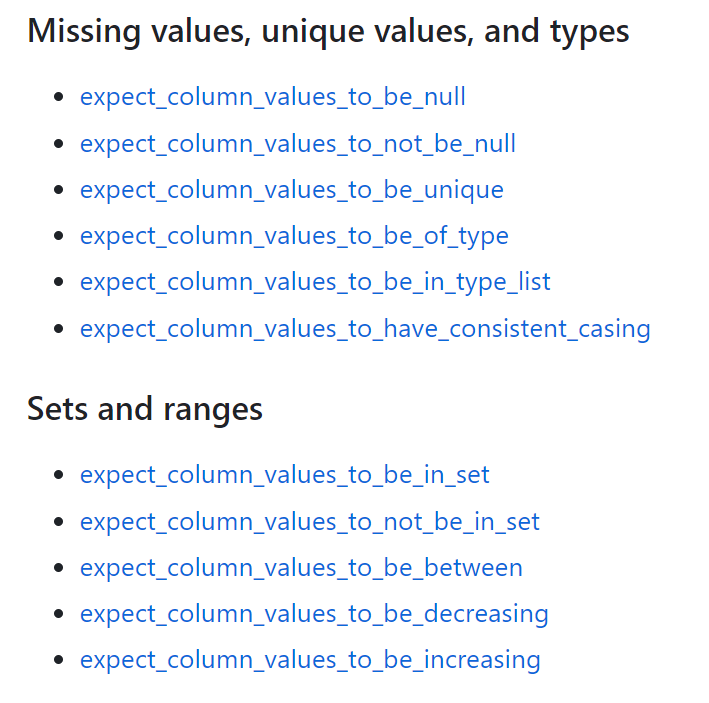 Missing values, unique values, and types
expect_column_values_to_be_null
expect_column_values_to_not_be_null
expect_column_values_to_be_unique
expect_column_values_to_be_of_type
expect_column_values_to_be_in_type_list
expect_column_values_to_have_consistent_casing
Sets and ranges
expect_column_values_to_be_in_set
expect_column_values_to_not_be_in_set
expect_column_values_to_be_between
expect_column_values_to_be_decreasing
expect_column_values_to_be_increasing